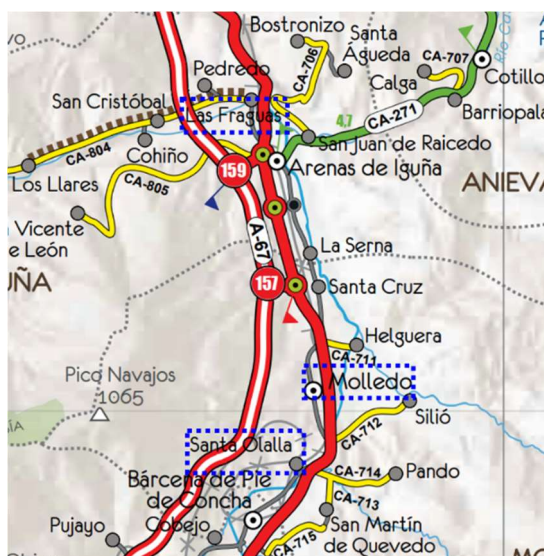 Bostronizo
Santa
Águeda
CA-706
CA-707
Pedredo
Calga
Cotillo
San Cristóbal
Las Fraguas
CA-271
Barriopala
4.7
CA-804
Cohiño
San Juan de Raicedo
Los Llares
CA-805
159
Arenas de Iguña
ANIEVA
Vicente
de León
A-67
La Serna
UÑA
157
Santa Cruz
Helguera
CA-711
Pico Navajos
1065
Molledo
Silió
CA-712
Santa Olalla
Bárcena de Pie
de Concha
CA-714
Pando
CA-713
Pujayo
Cobejo
San Martín
de Quevedo
CA-715